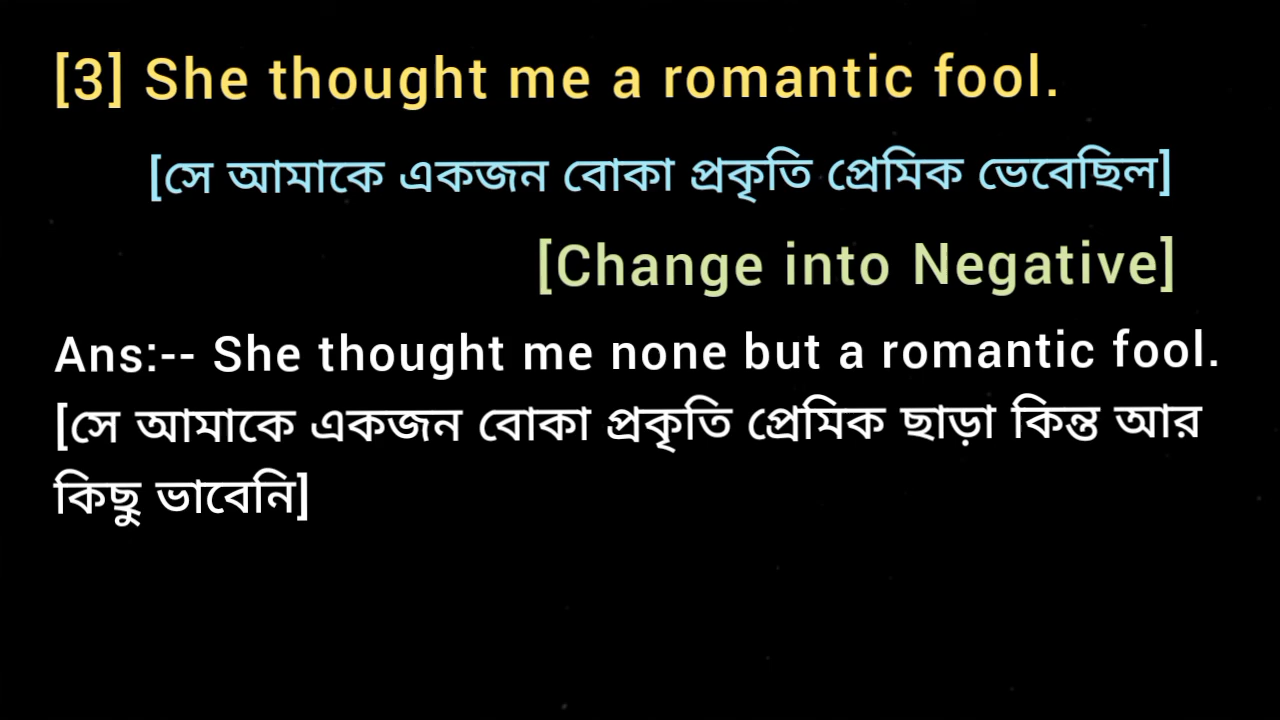 [3] She thought me a romantic fool.
[সে আমাকে একজন বোকা প্রকৃতি প্রেমিক ভেবেছিল]
[Change into Negative]
Ans:-- She thought me none but a romantic fool.
[সে আমাকে একজন বোকা প্রকৃতি প্রেমিক ছাড়া কিন্ত আর
কিছু ভাবেনি]